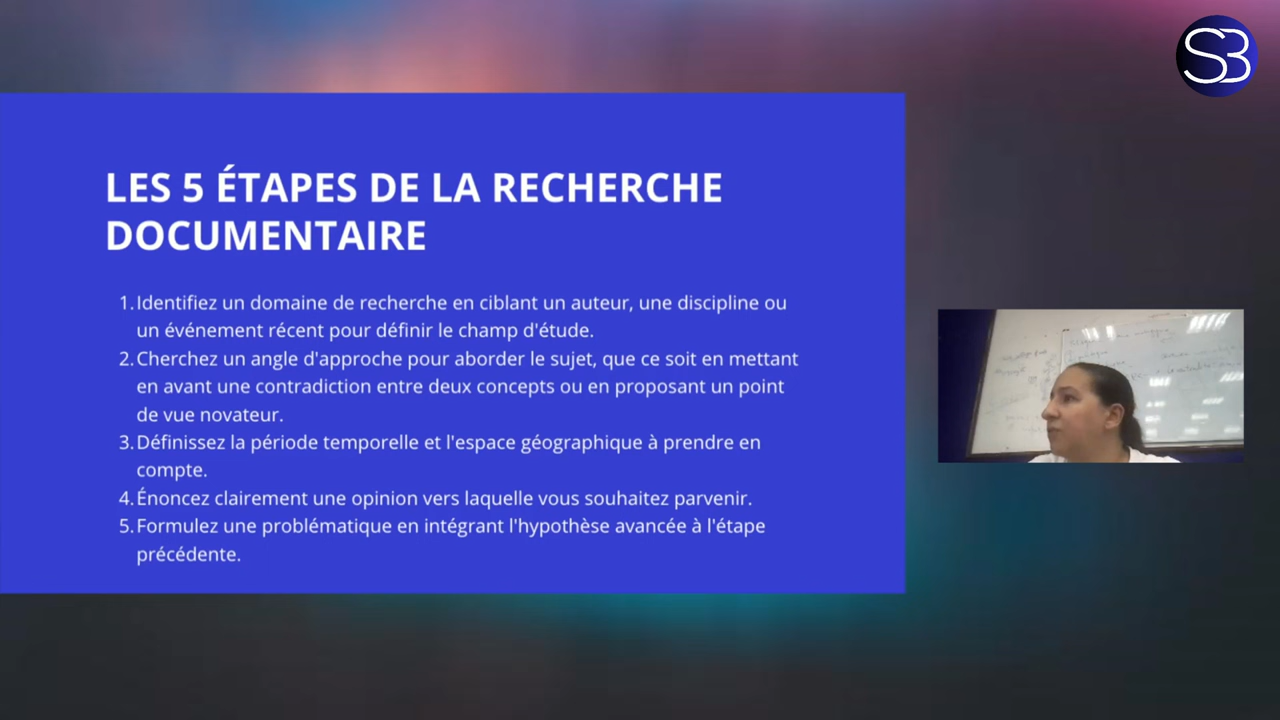 SB
LES 5 ÉTAPES DE LA RECHERCHE
DOCUMENTAIRE
1. Identifiez un domaine de recherche en ciblant un auteur, une discipline ou
un événement récent pour définir le champ d'étude.
2. Cherchez un angle d'approche pour aborder le sujet, que ce soit en mettant
en avant une contradiction entre deux concepts ou en proposant un point
de vue novateur.
3. Définissez la période temporelle et l'espace géographique à prendre en
compte.
4. Énoncez clairement une opinion vers laquelle vous souhaitez parvenir.
5. Formulez une problématique en intégrant l'hypothèse avancée à l'étape
précédente.